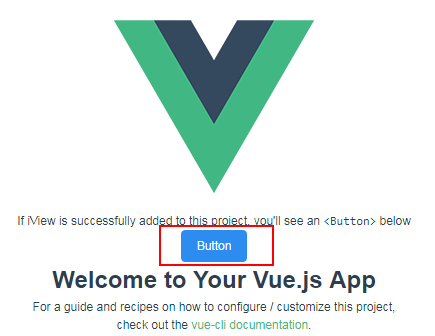 If iView is successfully added to this project, you'll see an <Button> below
Button
Welcome to Your Vue.js App
For a guide and recipes on how to configure / customize this project,
check out the vue-cli documentation.